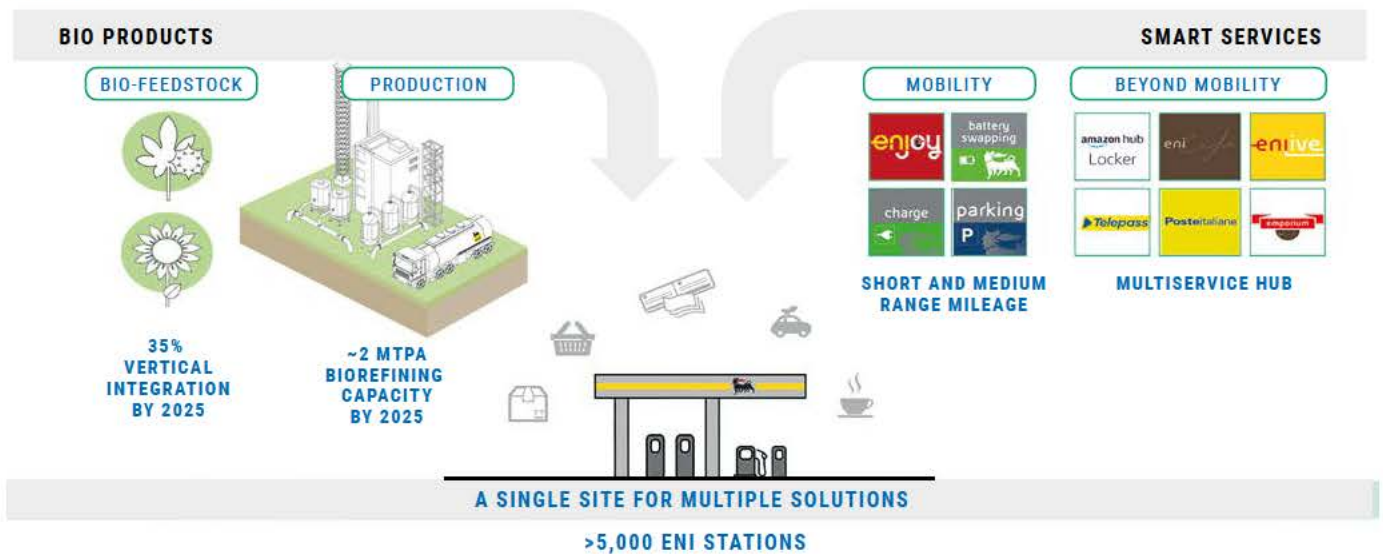 BIO PRODUCTS
SMART SERVICES
BIO-FEEDSTOCK
PRODUCTION
MOBILITY
BEYOND MOBILITY
enjoy
battery
swapping
amazon hub
Locker
eni
enilive
charge
parking
P
Telepass
Posteitaliane
emporium
SHORT AND MEDIUM
RANGE MILEAGE
MULTISERVICE HUB
35%
VERTICAL
INTEGRATION
BY 2025
~2 MTPA
BIOREFINING
CAPACITY
BY 2025
A SINGLE SITE FOR MULTIPLE SOLUTIONS
>5,000 ENI STATIONS